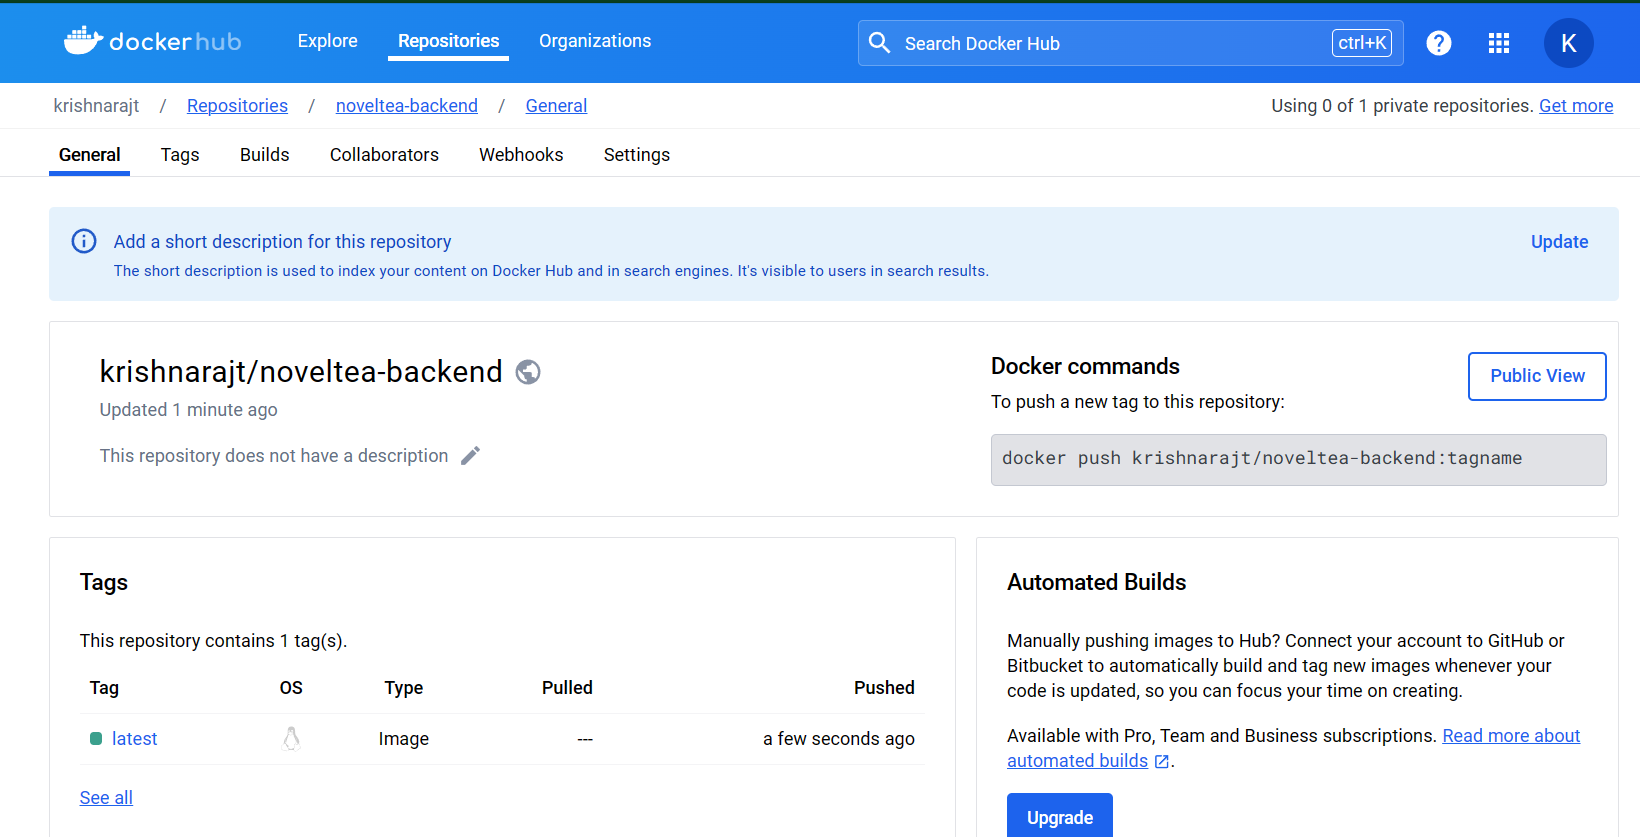 dockerhub
Explore
Repositories
Organizations
Search Docker Hub
ctrl+K
?
K
krishnarajt / Repositories / noveltea-backend / General
Using 0 of 1 private repositories. Get more
General
Tags
Builds
Collaborators
Webhooks
Settings
Add a short description for this repository
Update
The short description is used to index your content on Docker Hub and in search engines. It's visible to users in search results.
krishnarajt/noveltea-backend
Updated 1 minute ago
This repository does not have a description
Docker commands
Public View
To push a new tag to this repository:
docker push krishnarajt/noveltea-backend:tagname
Tags
This repository contains 1 tag(s).
Tag OS Type Pulled Pushed
latest Image --- a few seconds ago
See all
Automated Builds
Manually pushing images to Hub? Connect your account to GitHub or
Bitbucket to automatically build and tag new images whenever your
code is updated, so you can focus your time on creating.
Available with Pro, Team and Business subscriptions. Read more about
automated builds .
Upgrade